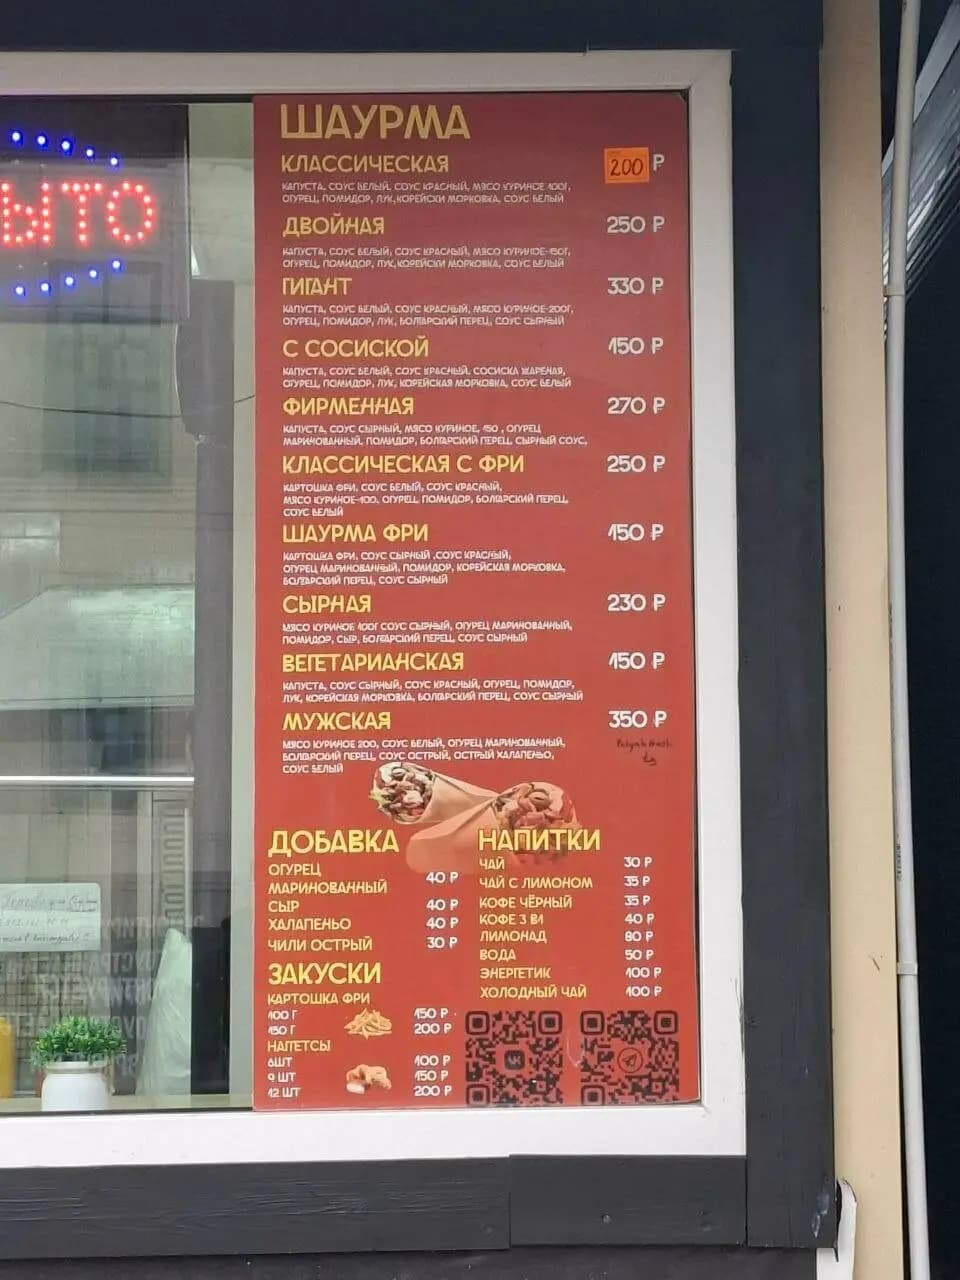 ЫТО
ШАУРМА
КЛАССИЧЕСКАЯ 200 ₽
КАПУСТА, СОУС БЕЛЫЙ, СОУС КРАСНЫЙ, МЯСО КУРИНОЕ 100Г,
ОГУРЕЦ, ПОМИДОР, ЛУК, КОРЕЙСКИ МОРКОВКА, СОУС БЕЛЫЙ
ДВОЙНАЯ 250 ₽
КАПУСТА, СОУС БЕЛЫЙ, СОУС КРАСНЫЙ, МЯСО КУРИНОЕ-150Г,
ОГУРЕЦ, ПОМИДОР, ЛУК, КОРЕЙСКИ МОРКОВКА, СОУС БЕЛЫЙ
ГИГАНТ 330 ₽
КАПУСТА, СОУС БЕЛЫЙ, СОУС КРАСНЫЙ, МЯСО КУРИНОЕ-200Г,
ОГУРЕЦ, ПОМИДОР, ЛУК, БОЛГАРСКИЙ ПЕРЕЦ, СОУС СЫРНЫЙ
С СОСИСКОЙ 150 ₽
КАПУСТА, СОУС БЕЛЫЙ, СОУС КРАСНЫЙ, СОСИСКА ЖАРЕНАЯ,
ОГУРЕЦ, ПОМИДОР, ЛУК, КОРЕЙСКАЯ МОРКОВКА, СОУС БЕЛЫЙ
ФИРМЕННАЯ 270 ₽
КАПУСТА, СОУС СЫРНЫЙ, МЯСО КУРИНОЕ, 150 , ОГУРЕЦ
МАРИНОВАННЫЙ, ПОМИДОР, БОЛГАРСКИЙ ПЕРЕЦ, СЫРНЫЙ СОУС,
КЛАССИЧЕСКАЯ С ФРИ 250 ₽
КАРТОШКА ФРИ, СОУС БЕЛЫЙ, СОУС КРАСНЫЙ,
МЯСО КУРИНОЕ-100, ОГУРЕЦ, ПОМИДОР, БОЛГАРСКИЙ ПЕРЕЦ,
СОУС БЕЛЫЙ
ШАУРМА ФРИ 150 ₽
КАРТОШКА ФРИ, СОУС СЫРНЫЙ ,СОУС КРАСНЫЙ,
ОГУРЕЦ МАРИНОВАННЫЙ, ПОМИДОР, КОРЕЙСКАЯ МОРКОВКА,
БОЛГАРСКИЙ ПЕРЕЦ, СОУС СЫРНЫЙ
СЫРНАЯ 230 ₽
МЯСО КУРИНОЕ 100Г СОУС СЫРНЫЙ, ОГУРЕЦ МАРИНОВАННЫЙ,
ПОМИДОР, СЫР, БОЛГАРСКИЙ ПЕРЕЦ, СОУС СЫРНЫЙ
ВЕГЕТАРИАНСКАЯ 150 ₽
КАПУСТА, СОУС СЫРНЫЙ, СОУС КРАСНЫЙ, ОГУРЕЦ, ПОМИДОР,
ЛУК, КОРЕЙСКАЯ МОРКОВКА, БОЛГАРСКИЙ ПЕРЕЦ, СОУС СЫРНЫЙ
МУЖСКАЯ 350 ₽
МЯСО КУРИНОЕ 200, СОУС БЕЛЫЙ, ОГУРЕЦ МАРИНОВАННЫЙ,
БОЛГАРСКИЙ ПЕРЕЦ, СОУС ОСТРЫЙ, ОСТРЫЙ ХАЛАПЕНЬО,
СОУС БЕЛЫЙ
ДОБАВКА
ОГУРЕЦ
МАРИНОВАННЫЙ 40 ₽
СЫР 40 ₽
ХАЛАПЕНЬО 40 ₽
ЧИЛИ ОСТРЫЙ 30 ₽
ЗАКУСКИ
КАРТОШКА ФРИ
100 Г 150 ₽
150 Г 200 ₽
НАГЕТСЫ
6ШТ 100 ₽
9 ШТ 150 ₽
12 ШТ 200 ₽
НАПИТКИ
ЧАЙ 30 ₽
ЧАЙ С ЛИМОНОМ 35 ₽
КОФЕ ЧЁРНЫЙ 35 ₽
КОФЕ 3 В1 40 ₽
ЛИМОНАД 80 ₽
ВОДА 50 ₽
ЭНЕРГЕТИК 100 ₽
ХОЛОДНЫЙ ЧАЙ 100 ₽